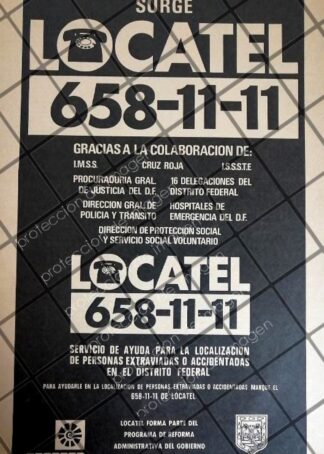 SURGE
LOCATEL
658-11-11
GRACIAS A LA COLABORACION DE:
I.M.S.S. CRUZ ROJA I.S.S.S.T.E
PROCURADURIA GRAL. DE JUSTICIA DEL D.F. 16 DELEGACIONES DEL DISTRITO FEDERAL
DIRECCION GRAL. DE POLICIA Y TRANSITO HOSPITALES DE EMERGENCIA DEL D.F.
DIRECCION DE PROTECCION SOCIAL
Y SERVICIO SOCIAL VOLUNTARIO
LOCATEL
658-11-11
SERVICIO DE AYUDA PARA LA LOCALIZACION
DE PERSONAS EXTRAVIADAS O ACCIDENTADAS
EN EL DISTRITO FEDERAL
PARA AYUDARLE EN LA LOCALIZACION DE PERSONAS EXTRAVIADAS O ACCIDENTADAS MARQUE EL
658-11-11 DE LOCATEL
LOCATEL FORMA PARTE DEL
PROGRAMA DE REFORMA
ADMINISTRATIVA DEL GOBIERNO